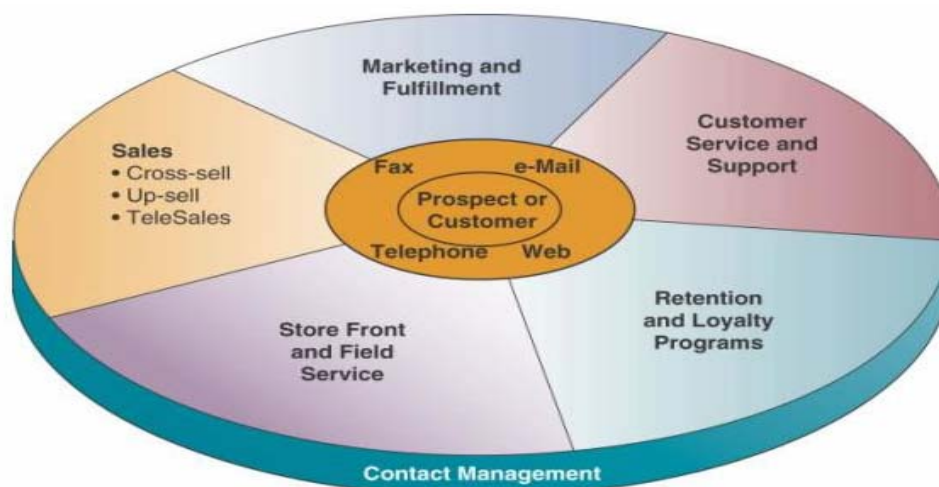 Marketing and
Fulfillment
Customer
Service and
Support
Sales
• Cross-sell
• Up-sell
• TeleSales
Fax e-Mail
Prospect or
Customer
Telephone Web
Retention
and Loyalty
Programs
Store Front
and Field
Service
Contact Management